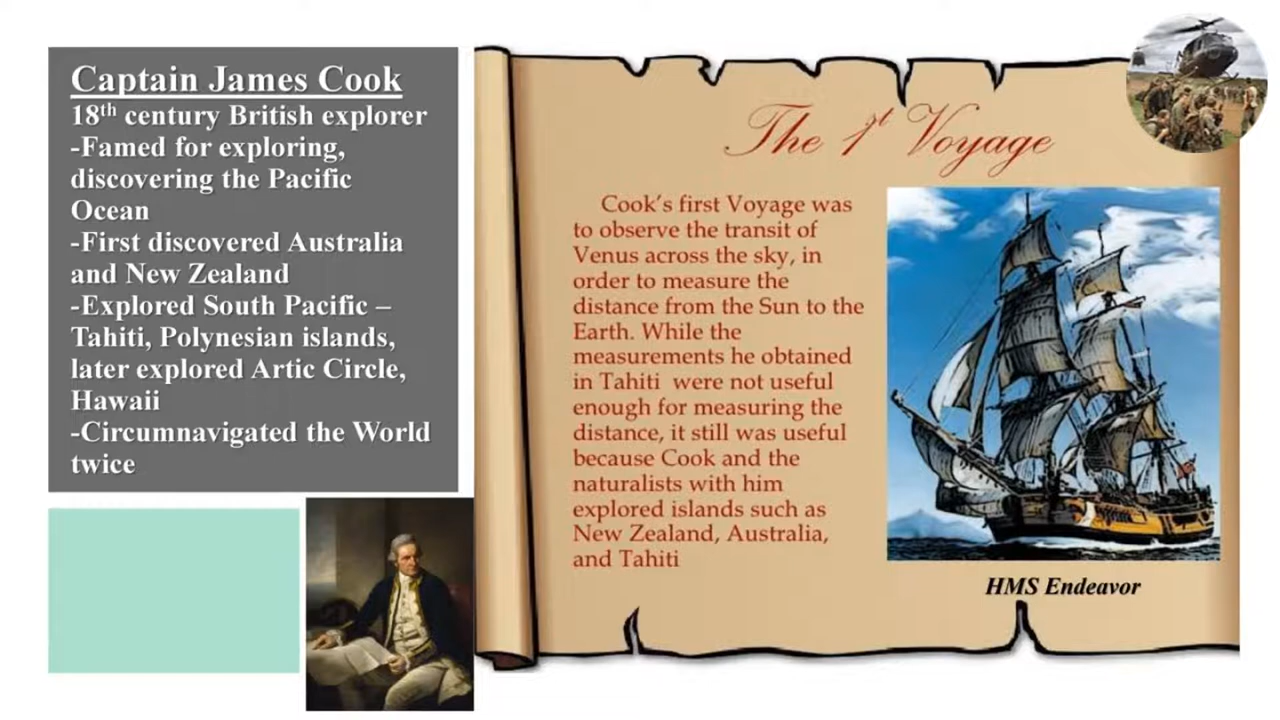 Captain James Cook
18th century British explorer
-Famed for exploring,
discovering the Pacific
Ocean
-First discovered Australia
and New Zealand
-Explored South Pacific –
Tahiti, Polynesian islands,
later explored Artic Circle,
Hawaii
-Circumnavigated the World
twice
The 1st Voyage
Cook's first Voyage was
to observe the transit of
Venus across the sky, in
order to measure the
distance from the Sun to the
Earth. While the
measurements he obtained
in Tahiti were not useful
enough for measuring the
distance, it still was useful
because Cook and the
naturalists with him
explored islands such as
New Zealand, Australia,
and Tahiti
HMS Endeavor